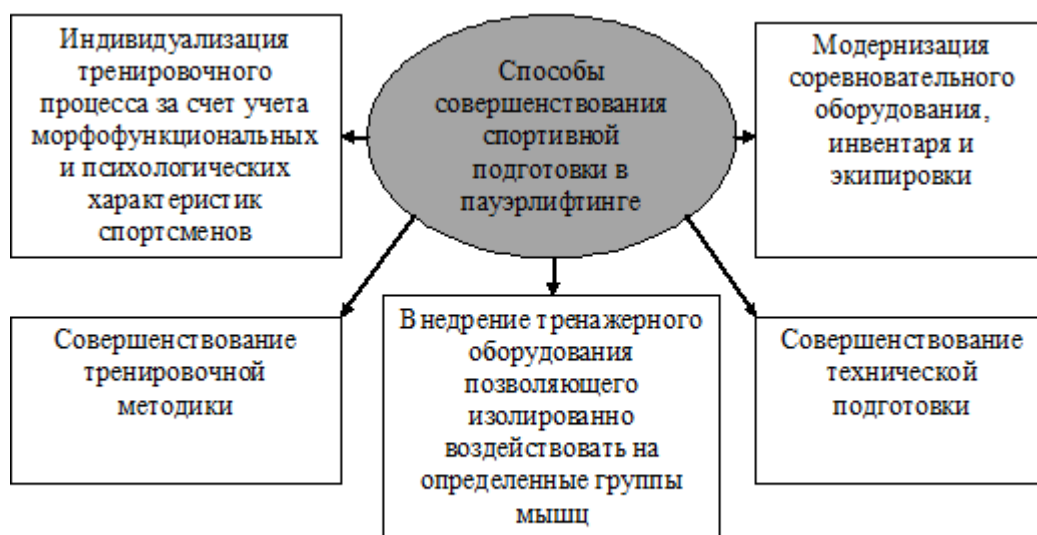 Индивидуализация
тренировочного
процесса за счет учета
морфофункциональных
и психологических
характеристик
спортсменов
Способы
совершенствования
спортивной
подготовки в
пауэрлифтинге
Модернизация
соревновательного
оборудования,
инвентаря и
экипировки
Совершенствование
тренировочной
методики
Внедрение тренажерного
оборудования
позволяющего
изолированно
воздействовать на
определенные группы
мышц
Совершенствование
технической
подготовки